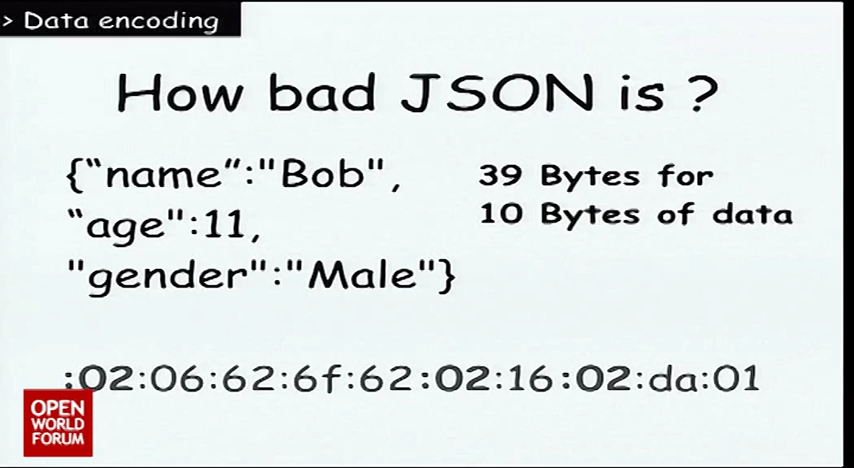 > Data encoding
How bad JSON is ?
{“name”:"Bob",
“age":11,
"gender":"Male"}
39 Bytes for
10 Bytes of data
:02:06:62:6f:62:02:16:02:da:01
OPEN
WORLD
FORUM